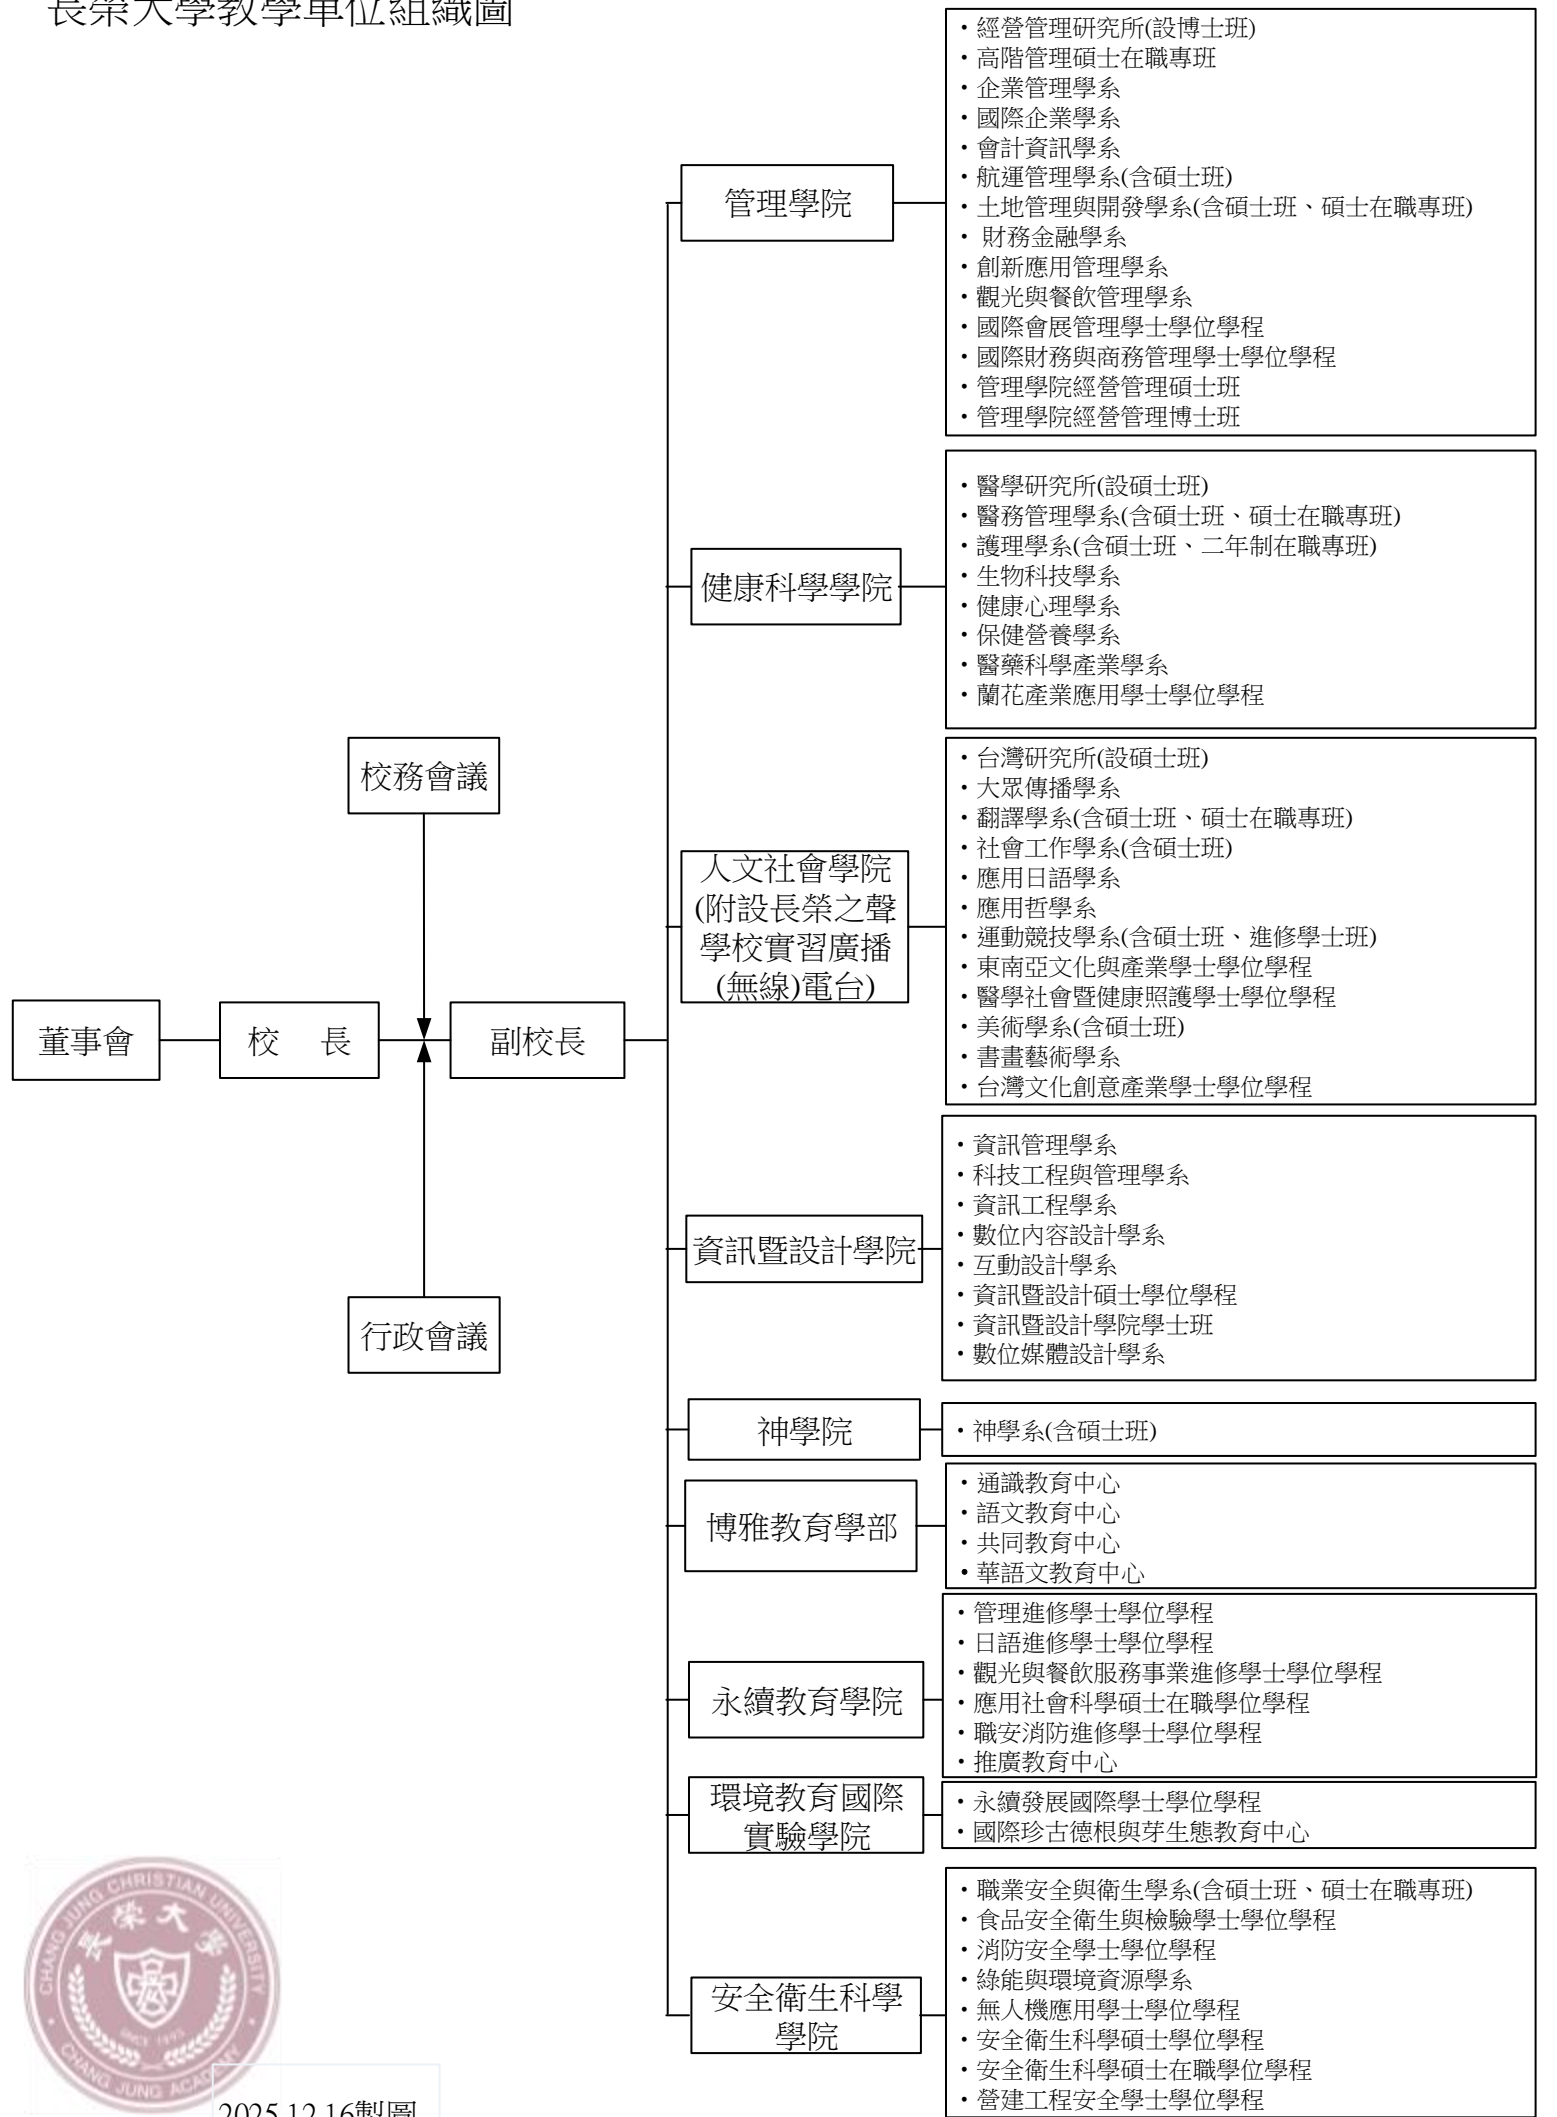 長榮大學教學單位組織圖
董事會
校　長
校務會議
行政會議
副校長
管理學院
・經營管理研究所(設博士班)
・高階管理碩士在職專班
・企業管理學系
・國際企業學系
・會計資訊學系
・航運管理學系(含碩士班)
・土地管理與開發學系(含碩士班、碩士在職專班)
・ 財務金融學系
・創新應用管理學系
・觀光與餐飲管理學系
・國際會展管理學士學位學程
・國際財務與商務管理學士學位學程
・管理學院經營管理碩士班
・管理學院經營管理博士班
健康科學學院
・醫學研究所(設碩士班)
・醫務管理學系(含碩士班、碩士在職專班)
・護理學系(含碩士班、二年制在職專班)
・生物科技學系
・健康心理學系
・保健營養學系
・醫藥科學產業學系
・蘭花產業應用學士學位學程
人文社會學院
(附設長榮之聲
學校實習廣播
(無線)電台)
・台灣研究所(設碩士班)
・大眾傳播學系
・翻譯學系(含碩士班、碩士在職專班)
・社會工作學系(含碩士班)
・應用日語學系
・應用哲學系
・運動競技學系(含碩士班、進修學士班)
・東南亞文化與產業學士學位學程
・醫學社會暨健康照護學士學位學程
・美術學系(含碩士班)
・書畫藝術學系
・台灣文化創意產業學士學位學程
資訊暨設計學院
・資訊管理學系
・科技工程與管理學系
・資訊工程學系
・數位內容設計學系
・互動設計學系
・資訊暨設計碩士學位學程
・資訊暨設計學院學士班
・數位媒體設計學系
神學院
・神學系(含碩士班)
博雅教育學部
・通識教育中心
・語文教育中心
・共同教育中心
・華語文教育中心
永續教育學院
・管理進修學士學位學程
・日語進修學士學位學程
・觀光與餐飲服務事業進修學士學位學程
・應用社會科學碩士在職學位學程
・職安消防進修學士學位學程
・推廣教育中心
環境教育國際
實驗學院
・永續發展國際學士學位學程
・國際珍古德根與芽生態教育中心
安全衛生科學
學院
・職業安全與衛生學系(含碩士班、碩士在職專班)
・食品安全衛生與檢驗學士學位學程
・消防安全學士學位學程
・綠能與環境資源學系
・無人機應用學士學位學程
・安全衛生科學碩士學位學程
・安全衛生科學碩士在職學位學程
・營建工程安全學士學位學程
CHANG JUNG CHRISTIAN UNIVERSITY
長榮大學
SINCE 1993
CHANG JUNG ACADEMY
2025.12.16製圖